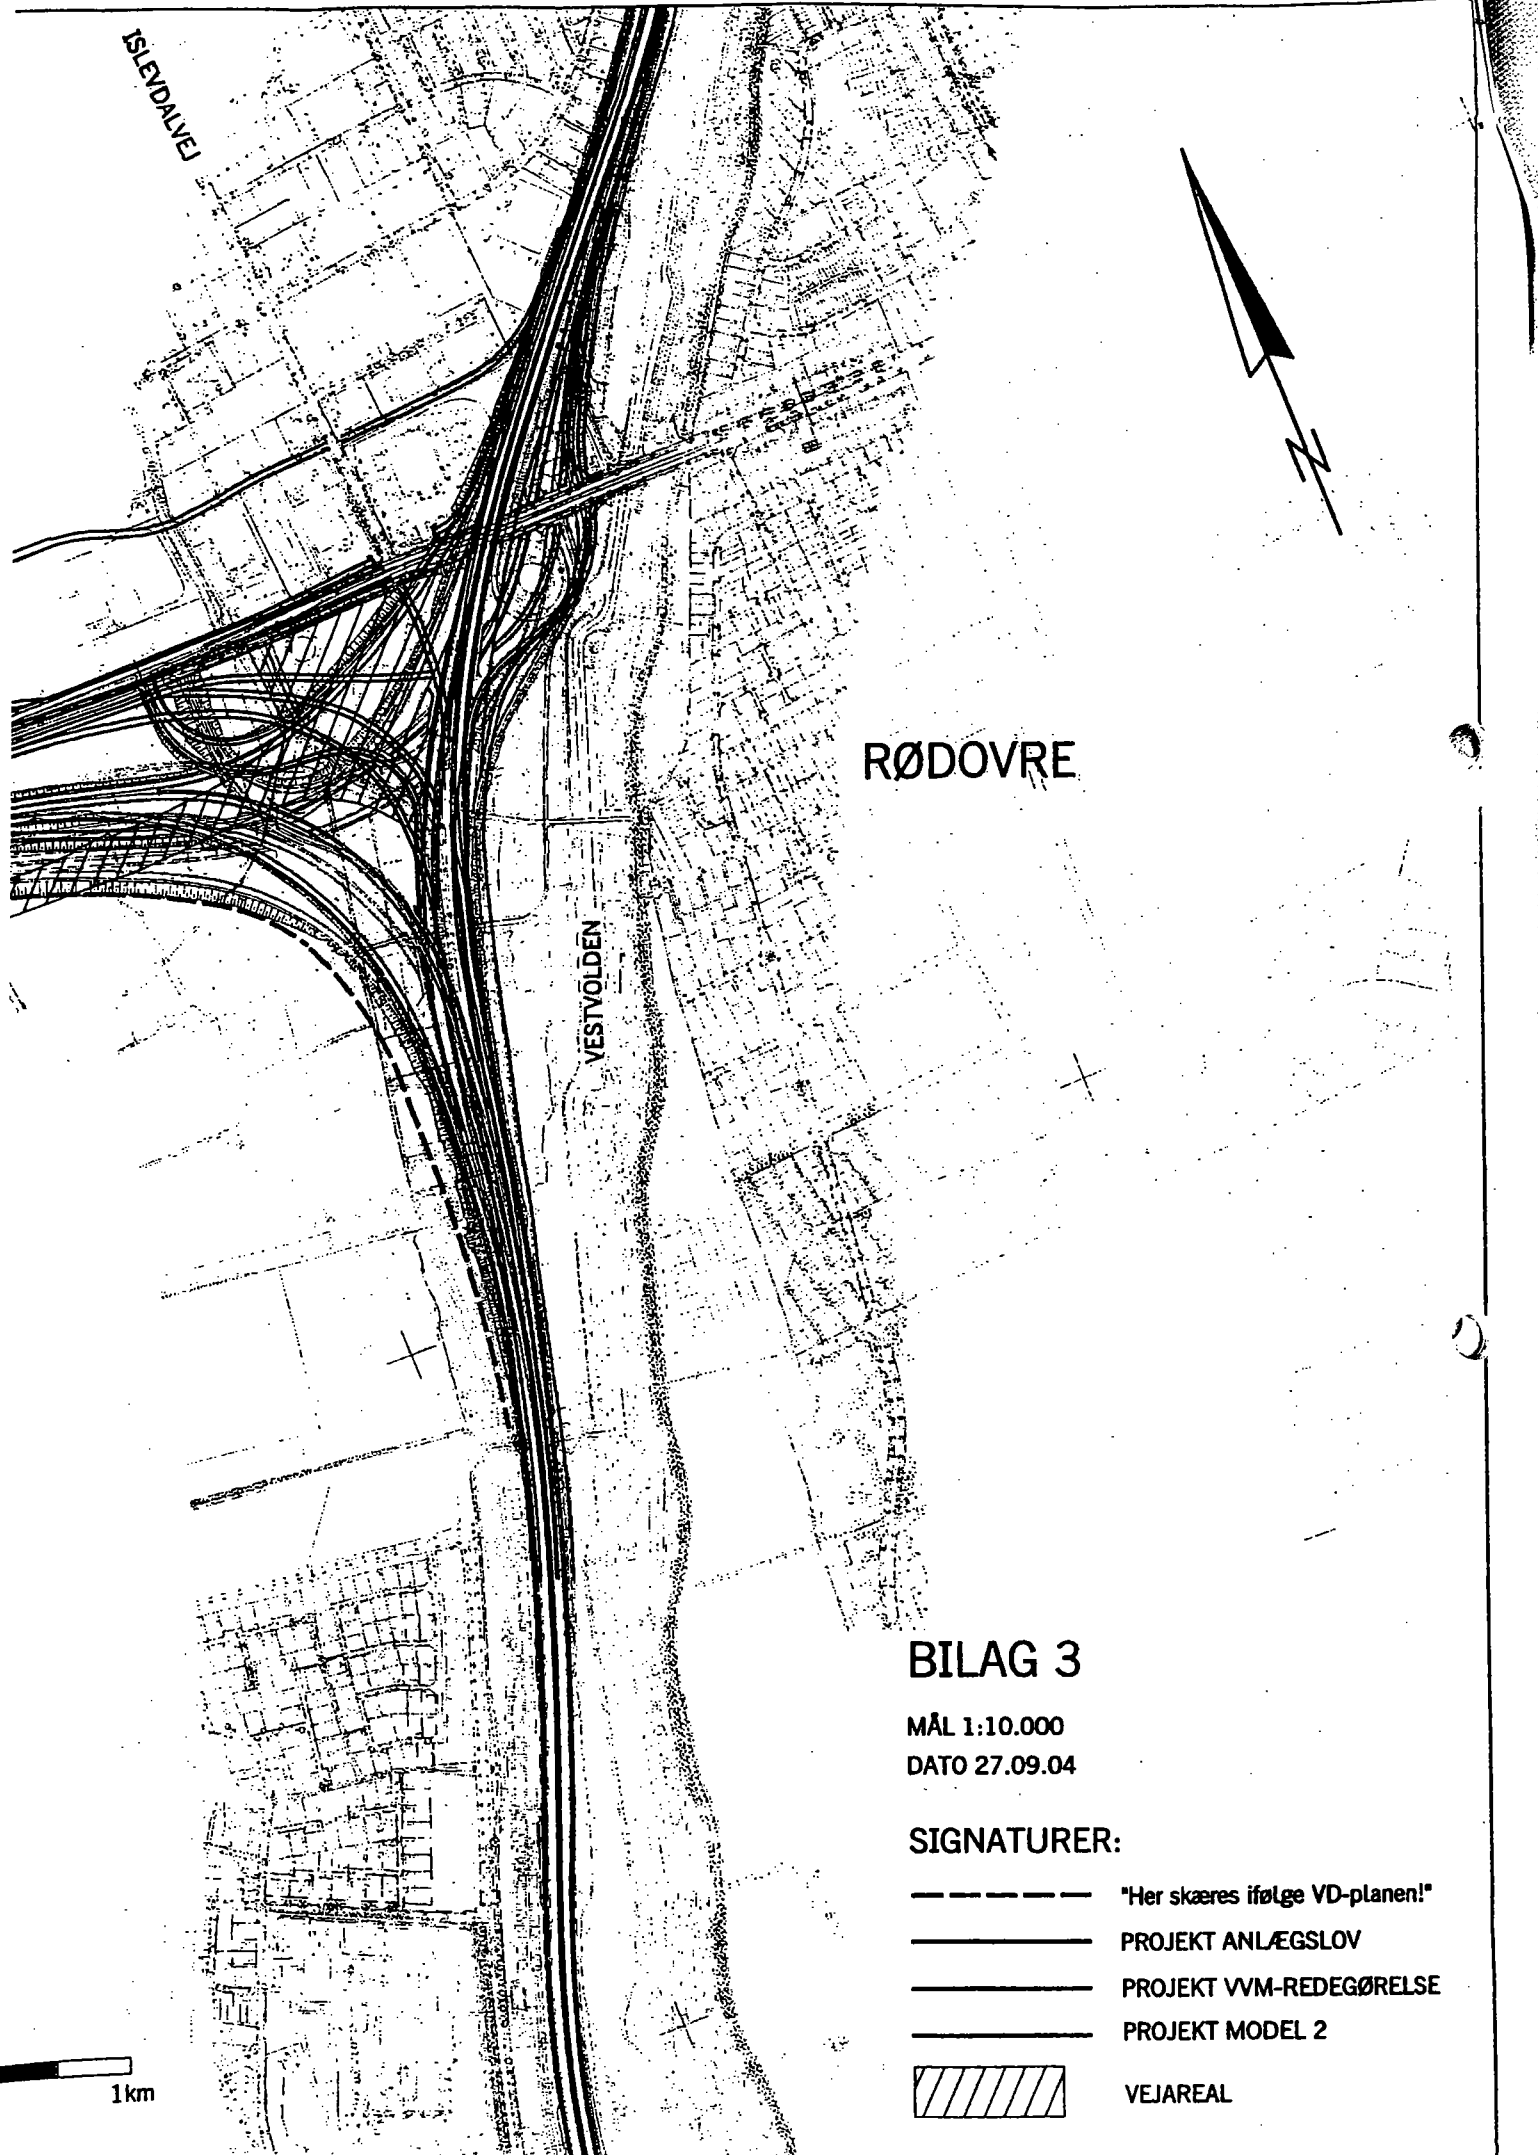 ISLEVDALVEJ
N
RØDOVRE
VESTVOLDEN
BILAG 3
MÅL 1:10.000
DATO 27.09.04
SIGNATURER:
"Her skæres ifølge VD-planen!"
PROJEKT ANLÆGSLOV
PROJEKT VVM-REDEGØRELSE
PROJEKT MODEL 2
VEJAREAL
1km